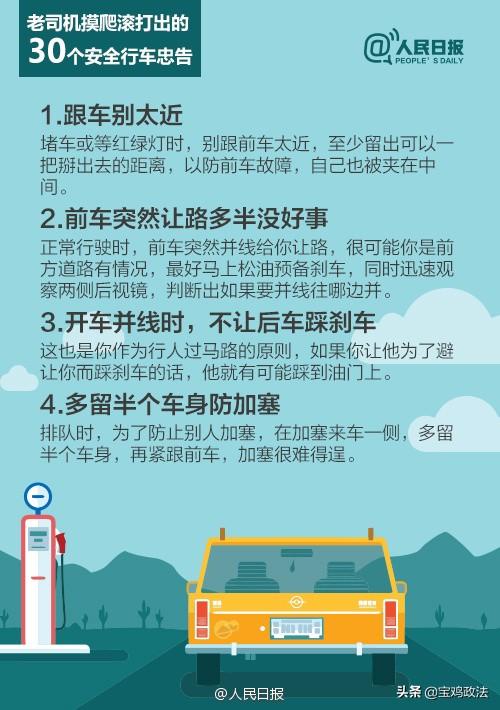 老司机摸爬滚打出的
30个安全行车忠告
@人民日报
PEOPLE'S DAILY
1.跟车别太近
堵车或等红绿灯时，别跟前车太近，至少留出可以一
把掰出去的距离，以防前车故障，自己也被夹在中
间。
2.前车突然让路多半没好事
正常行驶时，前车突然并线给你让路，很可能你是前
方道路有情况，最好马上松油预备刹车，同时迅速观
察两侧后视镜，判断出如果要并线往哪边并。
3.开车并线时，不让后车踩刹车
这也是你作为行人过马路的原则，如果你让他为了避
让你而踩刹车的话，他就有可能踩到油门上。
4.多留半个车身防加塞
排队时，为了防止别人加塞，在加塞来车一侧，多留
半个车身，再紧跟前车，加塞很难得逞。
@人民日报
头条@宝鸡政法